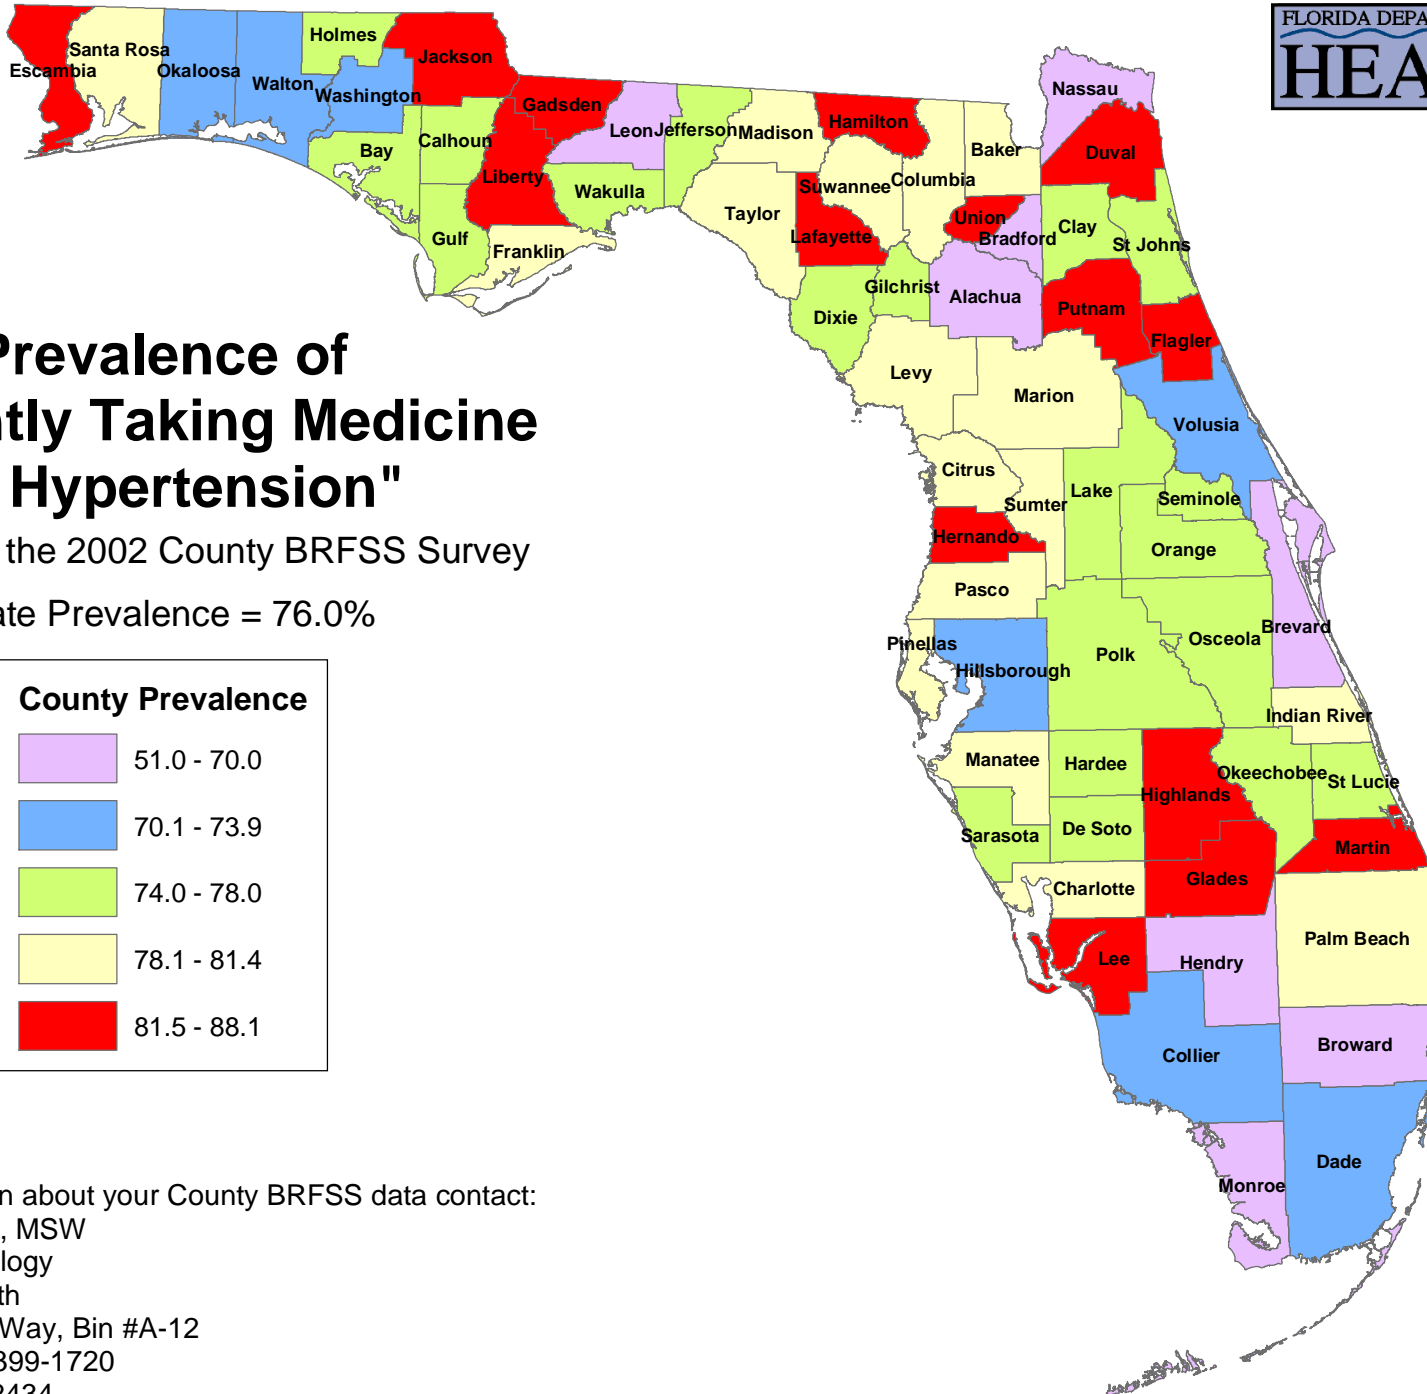 FLORIDA
HEA
Prevalence of
Taking Medicine
Hypertension"
the 2002 County BRFSS Survey
Prevalence = 76.0%
County Prevalence
51.0 - 70.0
70.1 - 73.9
74.0 - 78.0
78.1 - 81.4
81.5 - 88.1
about your County BRFSS data contact:
, MSW
Way, Bin #A-12
399-1720
2434
Escambia
Santa Rosa
Okaloosa
Walton
Holmes
Washington
Jackson
Bay
Calhoun
Gulf
Gadsden
Liberty
Franklin
Leon
Wakulla
Jefferson
Madison
Taylor
Hamilton
Suwannee
Lafayette
Columbia
Baker
Nassau
Duval
Union
Bradford
Clay
St Johns
Dixie
Gilchrist
Alachua
Putnam
Flagler
Levy
Marion
Volusia
Citrus
Sumter
Lake
Seminole
Orange
Hernando
Pasco
Pinellas
Hillsborough
Polk
Osceola
Brevard
Indian River
Manatee
Hardee
Highlands
Okeechobee
St Lucie
Sarasota
De Soto
Martin
Charlotte
Glades
Lee
Hendry
Palm Beach
Collier
Broward
Monroe
Dade